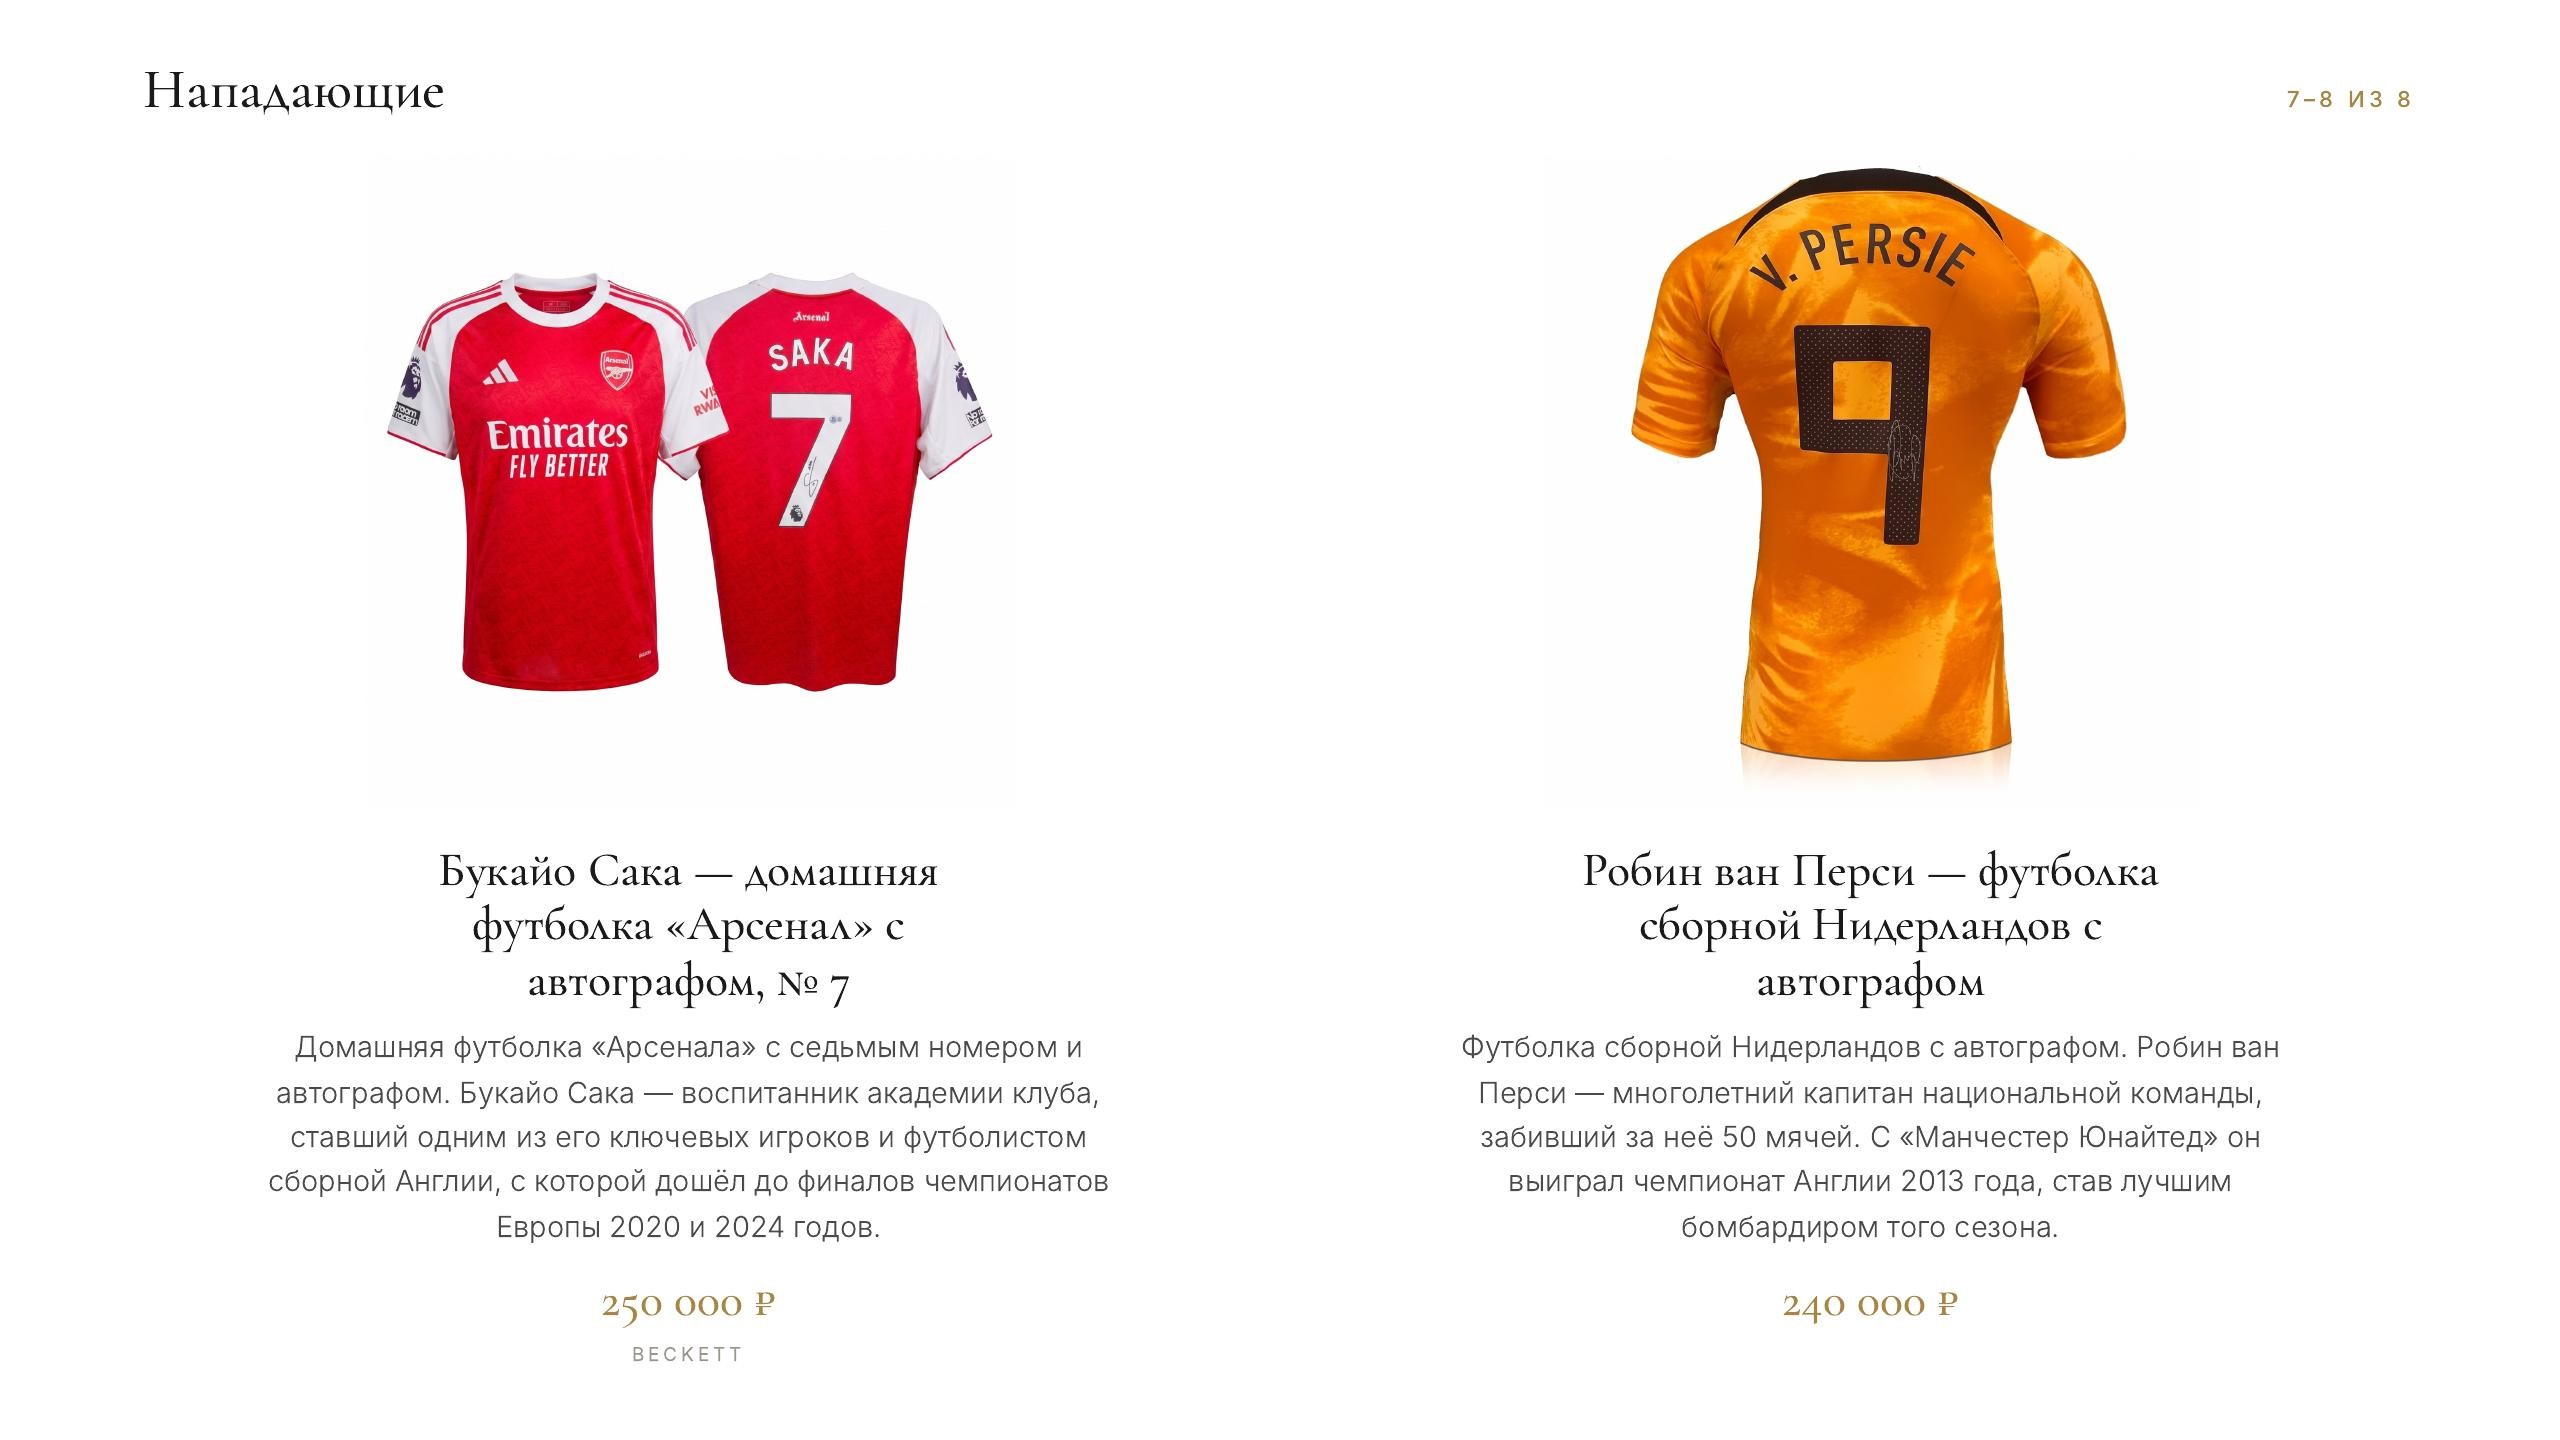 Нападающие
7–8 ИЗ 8
Arsenal
SAKA
7
Arsenal
Emirates
FLY BETTER
V. PERSIE
9
Букайо Сака — домашняя
футболка «Арсенал» с
автографом, № 7
Домашняя футболка «Арсенала» с седьмым номером и
автографом. Букайо Сака — воспитанник академии клуба,
ставший одним из его ключевых игроков и футболистом
сборной Англии, с которой дошёл до финалов чемпионатов
Европы 2020 и 2024 годов.
250 000 ₽
BECKETT
Робин ван Перси — футболка
сборной Нидерландов с
автографом
Футболка сборной Нидерландов с автографом. Робин ван
Перси — многолетний капитан национальной команды,
забивший за неё 50 мячей. С «Манчестер Юнайтед» он
выиграл чемпионат Англии 2013 года, став лучшим
бомбардиром того сезона.
240 000 ₽